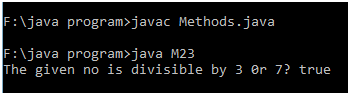 F:\java program>javac Methods.java
F:\java program>java M23
The given no is divisible by 3 0r 7? true